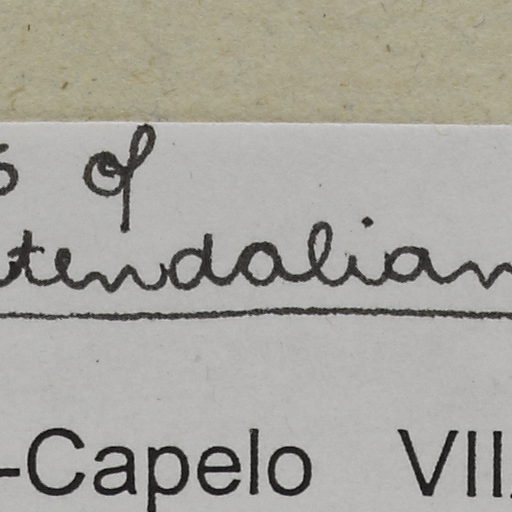 of
tendalian
-Capelo VII